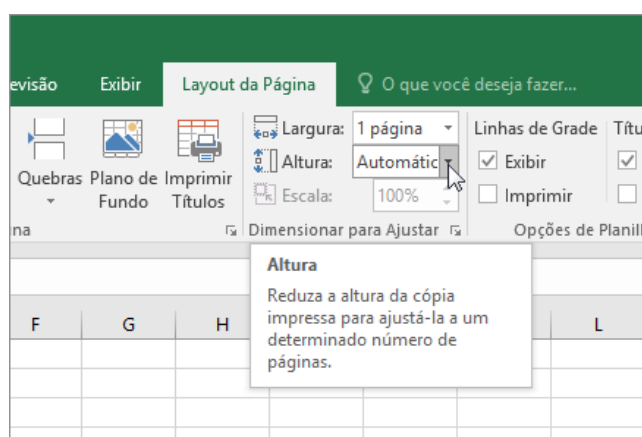 evisão Exibir Layout da Página O que você deseja fazer...
Largura: 1 página Linhas de Grade Títu
Altura: Automátic Exibir
Quebras Plano de Fundo Imprimir Títulos
Escala: 100% Imprimir
na Dimensionar para Ajustar Opções de Planil
Altura
Reduza a altura da cópia
impressa para ajustá-la a um
determinado número de
páginas.
F G H L